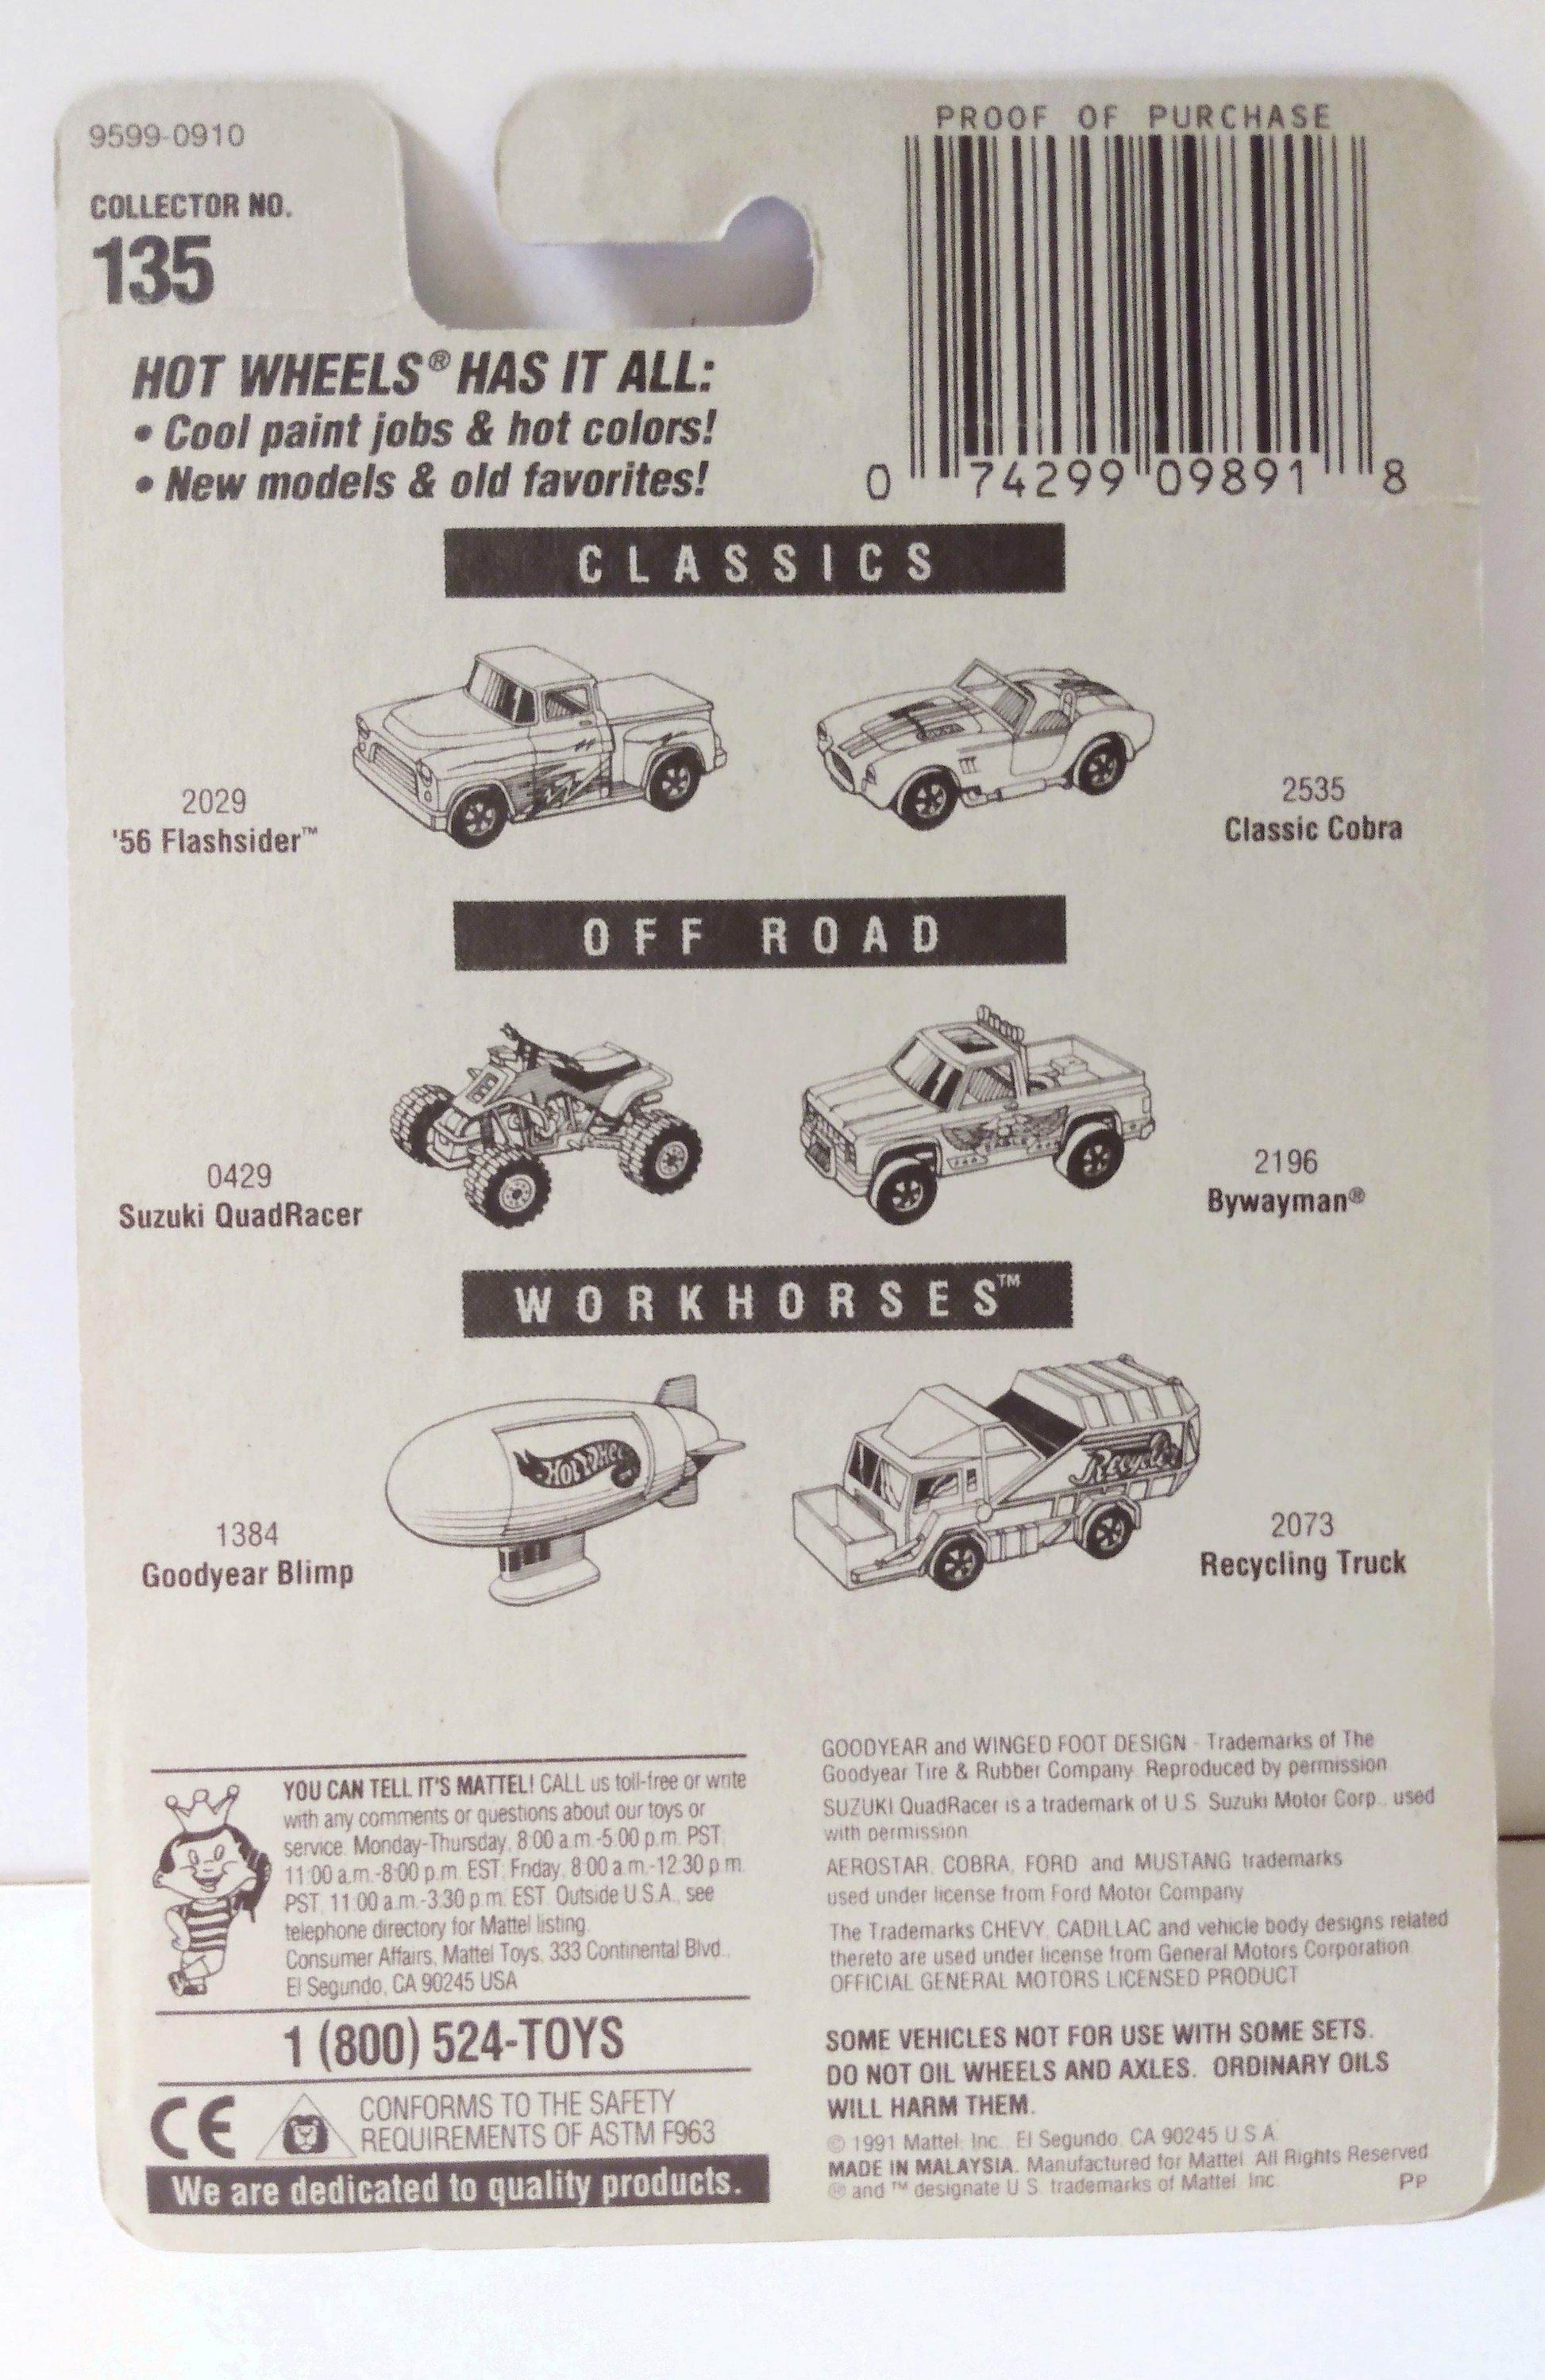 9599-0910
COLLECTOR NO.
135
PROOF OF PURCHASE
0 74299 09891 8
HOT WHEELS® HAS IT ALL:
• Cool paint jobs & hot colors!
• New models & old favorites!
CLASSICS
2029
'56 Flashsider™
2535
Classic Cobra
OFF ROAD
0429
Suzuki QuadRacer
2196
Bywayman®
WORKHORSES™
HOT WHEELS
1384
Goodyear Blimp
Recycler
2073
Recycling Truck
YOU CAN TELL IT'S MATTEL! CALL us toll-free or write
with any comments or questions about our toys or
service. Monday-Thursday, 8:00 a.m.-5:00 p.m. PST,
11:00 a.m.-8:00 p.m. EST; Friday, 8:00 a.m.-12:30 p.m.
PST, 11:00 a.m.-3:30 p.m. EST. Outside U.S.A., see
telephone directory for Mattel listing.
Consumer Affairs, Mattel Toys, 333 Continental Blvd.,
El Segundo, CA 90245 USA
1 (800) 524-TOYS
CE
CONFORMS TO THE SAFETY
REQUIREMENTS OF ASTM F963
We are dedicated to quality products.
GOODYEAR and WINGED FOOT DESIGN - Trademarks of The
Goodyear Tire & Rubber Company. Reproduced by permission.
SUZUKI QuadRacer is a trademark of U.S. Suzuki Motor Corp., used
with permission.
AEROSTAR, COBRA, FORD and MUSTANG trademarks
used under license from Ford Motor Company.
The Trademarks CHEVY, CADILLAC and vehicle body designs related
thereto are used under license from General Motors Corporation.
OFFICIAL GENERAL MOTORS LICENSED PRODUCT
SOME VEHICLES NOT FOR USE WITH SOME SETS.
DO NOT OIL WHEELS AND AXLES. ORDINARY OILS
WILL HARM THEM.
© 1991 Mattel, Inc., El Segundo, CA 90245 U.S.A.
MADE IN MALAYSIA. Manufactured for Mattel. All Rights Reserved.
® and ™ designate U.S. trademarks of Mattel, Inc.
PP